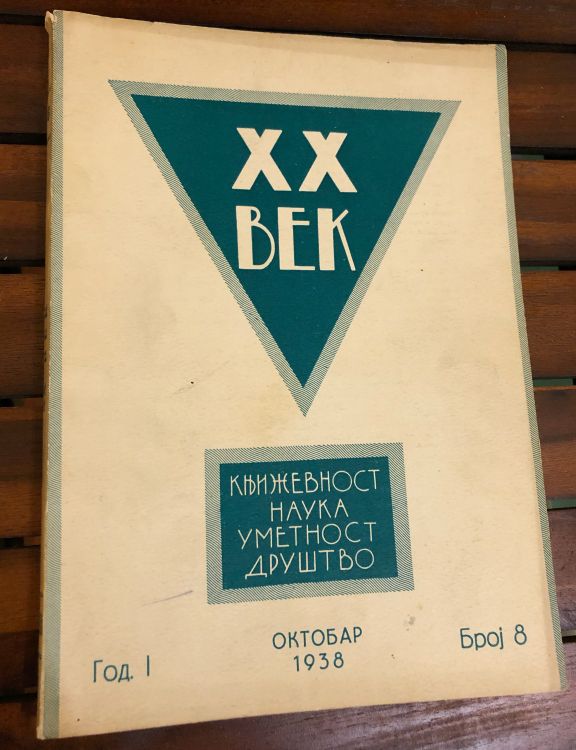 XX
ВЕК
КЊИЖЕВНОСТ
НАУКА
УМЕТНОСТ
ДРУШТВО
Год. I
ОКТОБАР
1938
Број 8